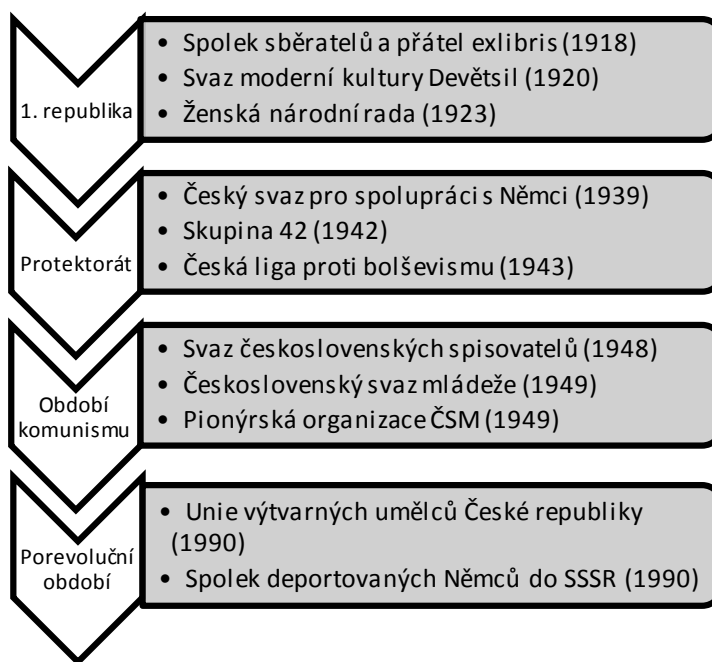 1. republika
• Spolek sběratelů a přátel exlibris (1918)
• Svaz moderní kultury Devětsil (1920)
• Ženská národní rada (1923)
Protektorát
• Český svaz pro spolupráci s Němci (1939)
• Skupina 42 (1942)
• Česká liga proti bolševismu (1943)
Období
komunismu
• Svaz československých spisovatelů (1948)
• Československý svaz mládeže (1949)
• Pionýrská organizace ČSM (1949)
Porevoluční
období
• Unie výtvarných umělců České republiky
(1990)
• Spolek deportovaných Němců do SSSR (1990)